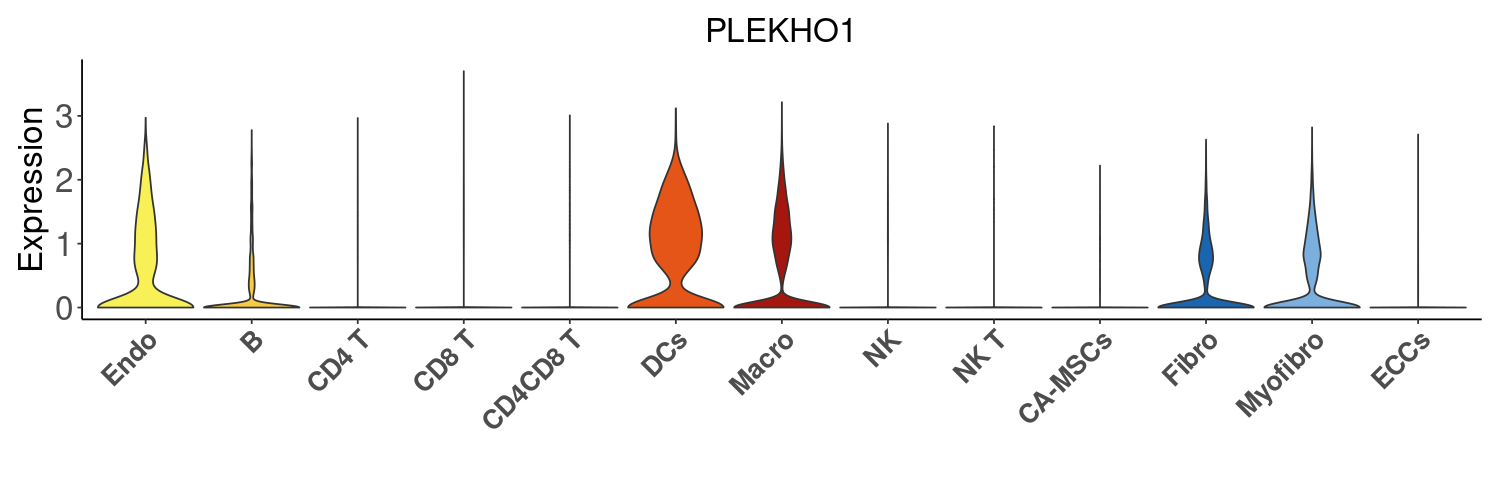 PLEKHO1
Expression
3
2
1
0
Endo
B
CD4 T
CD8 T
CD4CD8 T
DCs
Macro
NK
NK T
CA-MSCs
Fibro
Myofibro
ECCs